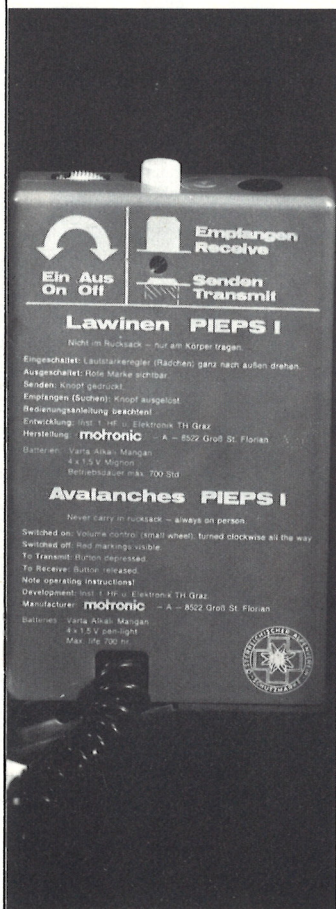 Empfangen
Receive
Ein Aus
On Off
Senden
Transmit
Lawinen PIEPS I
Nicht im Rucksack – nur am Körper tragen.
Eingeschaltet: Lautstärkeregler (Rädchen) ganz nach außen drehen.
Ausgeschaltet: Rote Marke sichtbar.
Senden: Knopf gedrückt.
Empfangen (Suchen): Knopf ausgelöst.
Bedienungsanleitung beachten!
Entwicklung: Inst. f. HF u. Elektronik TH Graz
Herstellung: motronic – A – 8522 Groß St. Florian
Batterien: Varta Alkali Mangan
4 x 1,5 V Mignon
Betriebsdauer max. 700 Std.
Avalanches PIEPS I
Never carry in rucksack – always on person.
Switched on: Volume control (small wheel), turned clockwise all the way
Switched off: Red markings visible.
To Transmit: Button depressed.
To Receive: Button released.
Note operating instructions!
Development: Inst. f. HF u. Elektronik TH Graz
Manufacturer: motronic – A – 8522 Groß St. Florian
Batteries: Varta Alkali Mangan
4 x 1,5 V pen-light
Max. life 700 hr.
ÖSTERREICHISCHER ALPENVEREIN
SCHUTZMARKE